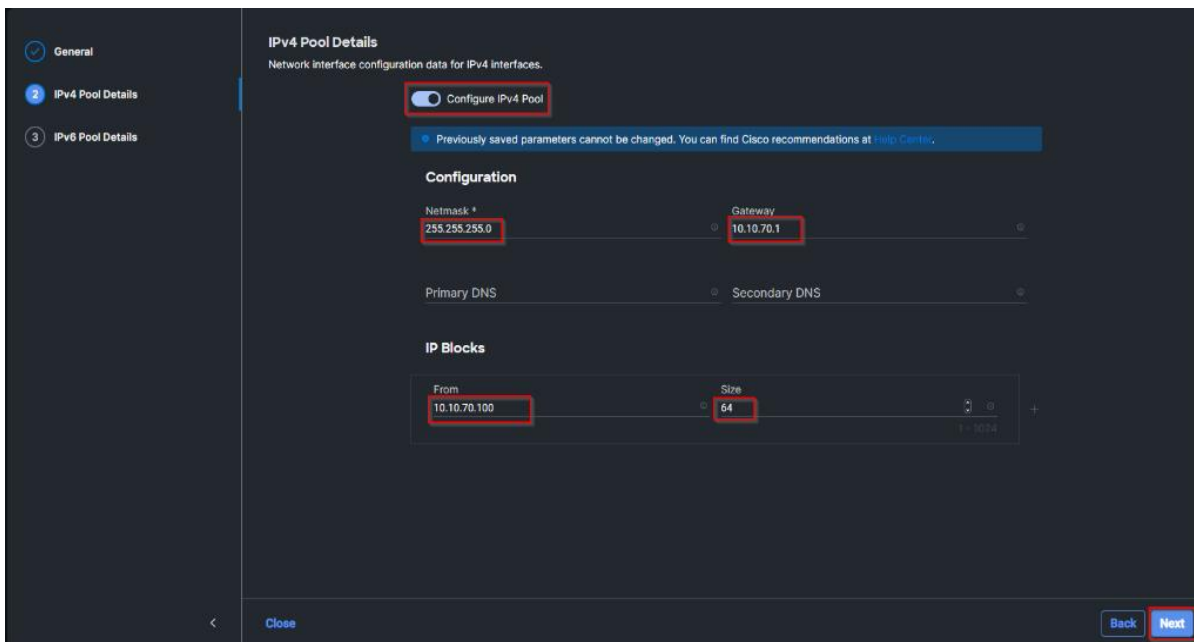 General
2 IPv4 Pool Details
3 IPv6 Pool Details
IPv4 Pool Details
Network interface configuration data for IPv4 interfaces.
Configure IPv4 Pool
Previously saved parameters cannot be changed. You can find Cisco recommendations at Help Center.
Configuration
Netmask * Gateway
255.255.255.0 10.10.70.1
Primary DNS Secondary DNS
IP Blocks
From Size
10.10.70.100 64
1 - 1024
Close Back Next